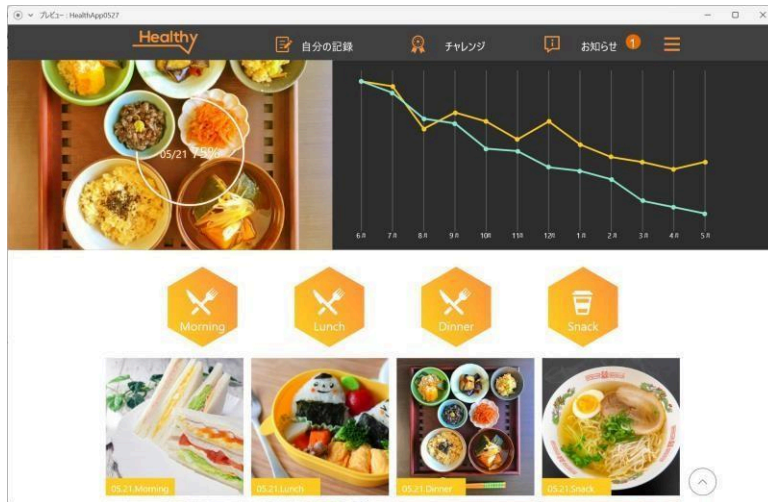 プレビュー : HealthApp0527
Healthy
自分の記録
チャレンジ
お知らせ
1
05/21 75%
6月 7月 8月 9月 10月 11月 12月 1月 2月 3月 4月 5月
Morning Lunch Dinner Snack
05.21.Morning 05.21.Lunch 05.21.Dinner 05.21.Snack